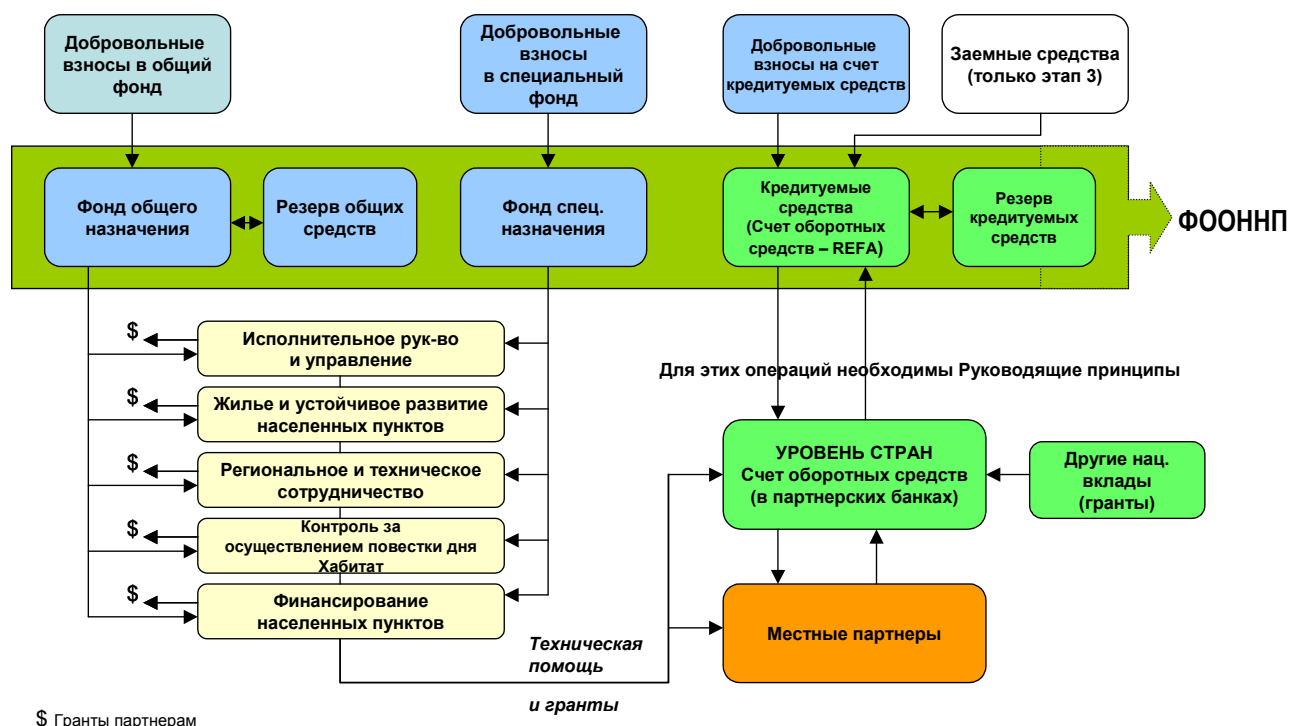 Добровольные
взносы в общий
фонд
Добровольные
взносы
в специальный
фонд
Добровольные
взносы на счет
кредитуемых средств
Заемные средства
(только этап 3)
Фонд общего
назначения
Резерв общих
средств
Фонд спец.
назначения
Кредитуемые
средства
(Счет оборотных
средств – REFA)
Резерв
кредитуемых
средств
ФООННП
$
Исполнительное рук-во
и управление
Для этих операций необходимы Руководящие принципы
$
Жилье и устойчивое развитие
населенных пунктов
$
Региональное и техническое
сотрудничество
УРОВЕНЬ СТРАН
Счет оборотных средств
(в партнерских банках)
Другие нац.
вклады
(гранты)
$
Контроль за
осуществлением повестки дня
Хабитат
$
Финансирование
населенных пунктов
Местные партнеры
Техническая
помощь
и гранты
$ Гранты партнерам